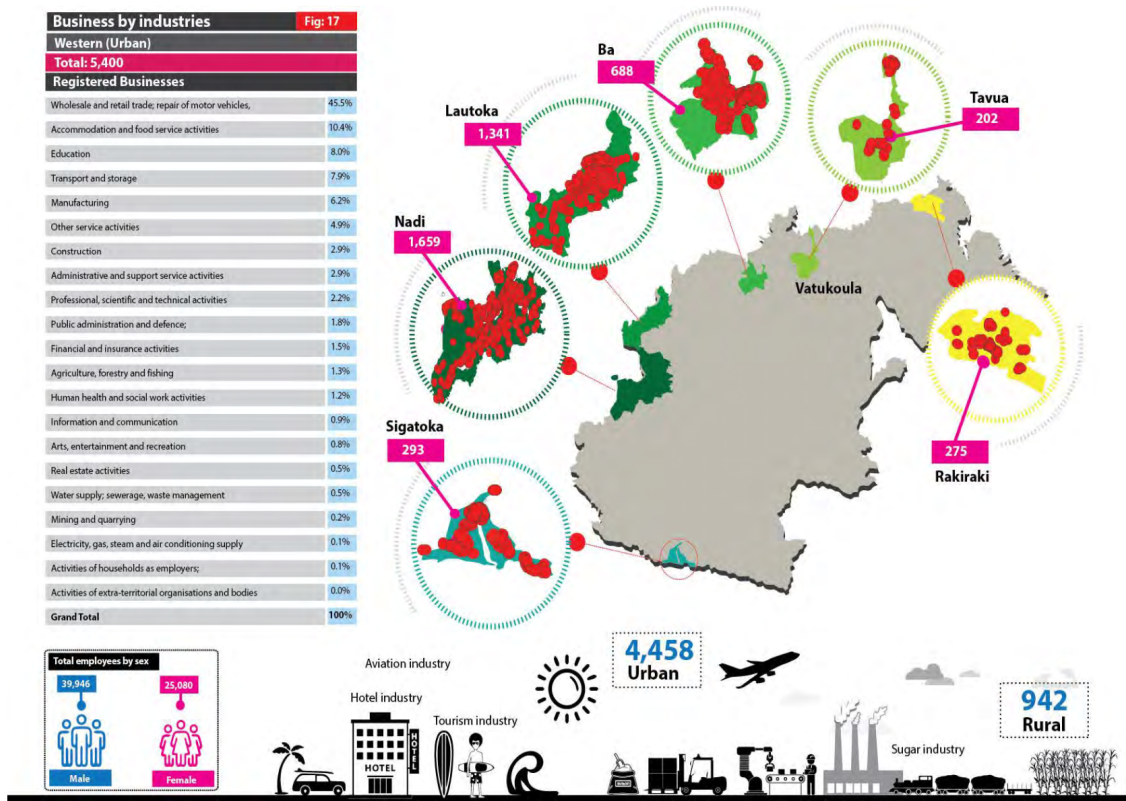 Business by industries Fig: 17
Western (Urban)
Total: 5,400
Registered Businesses
Wholesale and retail trade; repair of motor vehicles, 45.5%
Accommodation and food service activities 10.4%
Education 8.0%
Transport and storage 7.9%
Manufacturing 6.2%
Other service activities 4.9%
Construction 2.9%
Administrative and support service activities 2.9%
Professional, scientific and technical activities 2.2%
Public administration and defence; 1.8%
Financial and insurance activities 1.5%
Agriculture, forestry and fishing 1.3%
Human health and social work activities 1.2%
Information and communication 0.9%
Arts, entertainment and recreation 0.8%
Real estate activities 0.5%
Water supply; sewerage, waste management 0.5%
Mining and quarrying 0.2%
Electricity, gas, steam and air conditioning supply 0.1%
Activities of households as employers; 0.1%
Activities of extra-territorial organisations and bodies 0.0%
Grand Total 100%
Ba
688
Lautoka
1,341
Tavua
202
Nadi
1,659
Vatukoula
Sigatoka
293
275
Rakiraki
Total employees by sex
39,946
25,080
Male
Female
Aviation industry
4,458
Urban
Hotel industry
Tourism industry
HOTEL
HOTEL
942
Rural
Sugar industry